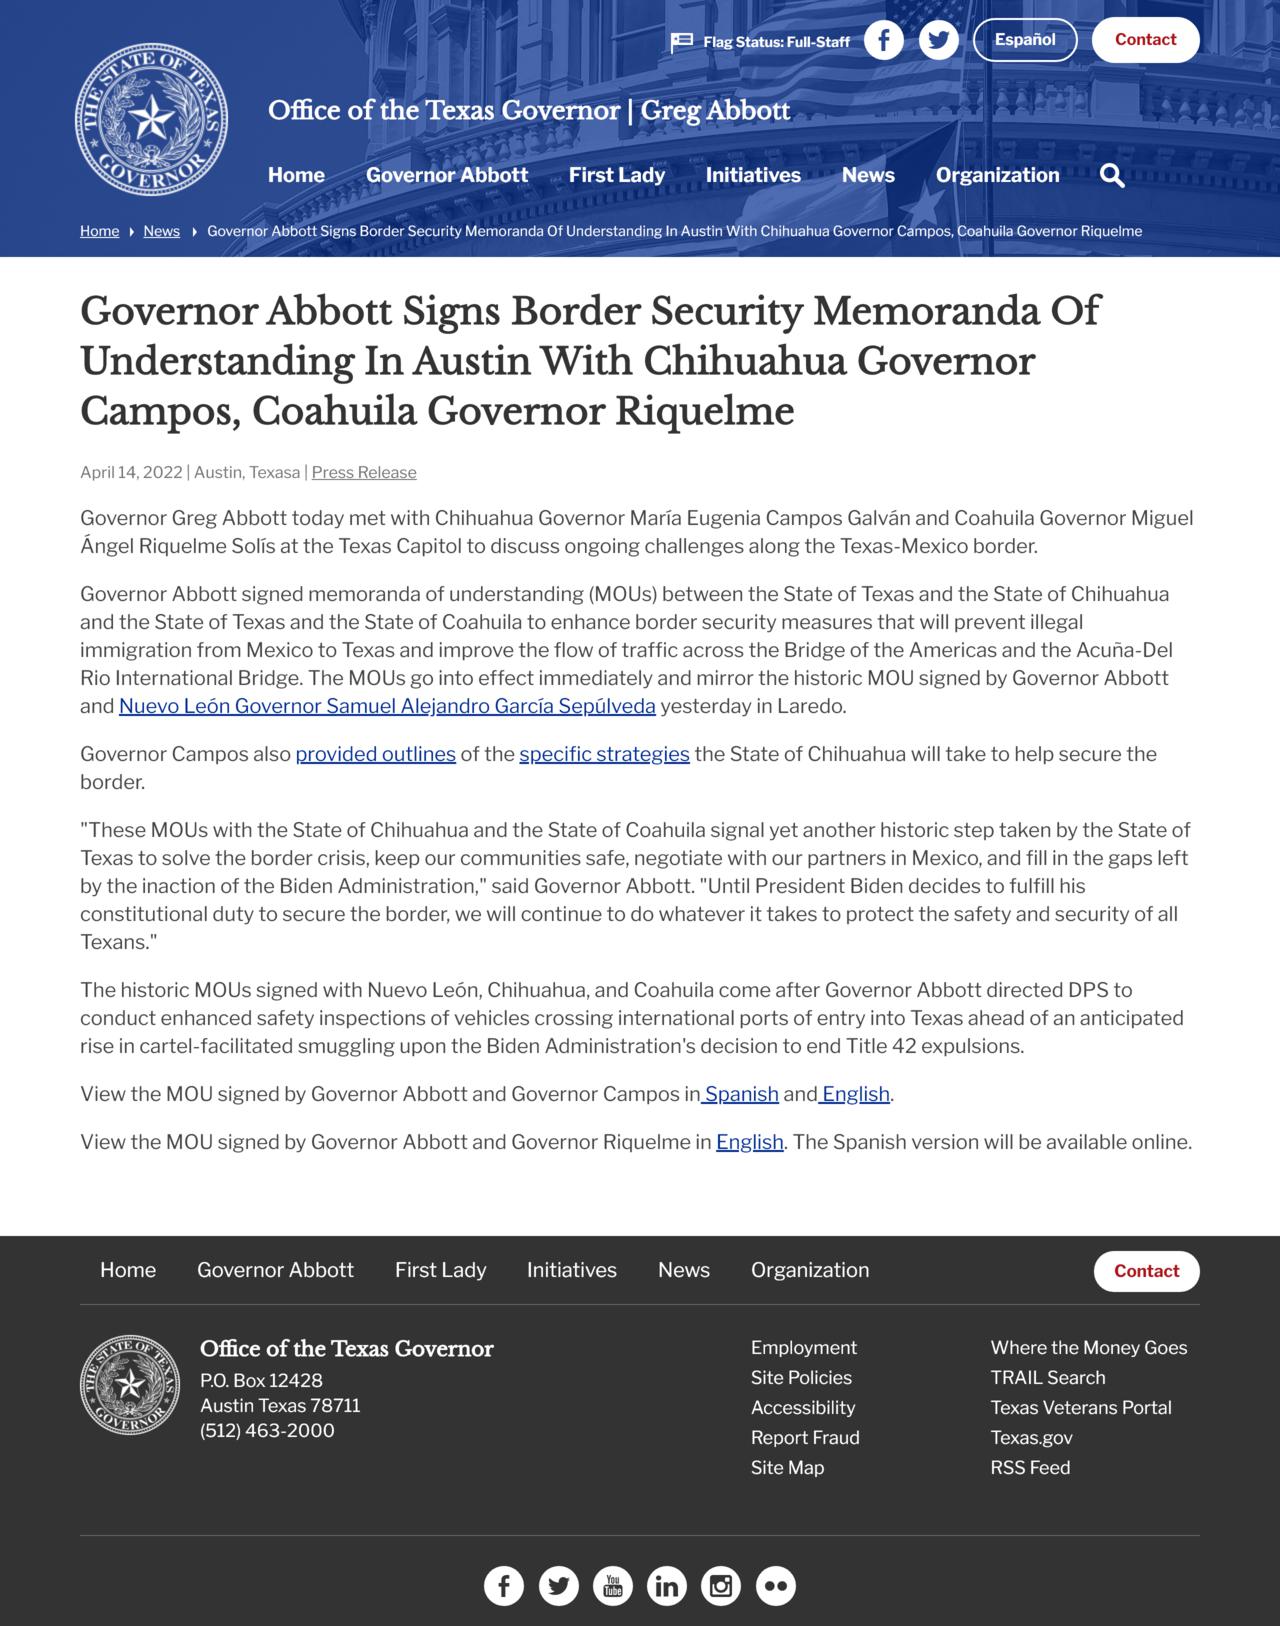 Flag Status: Full-Staff
Español
Contact
THE STATE OF TEXAS
GOVERNOR
Office of the Texas Governor | Greg Abbott
Home
Governor Abbott
First Lady
Initiatives
News
Organization
Home
News
Governor Abbott Signs Border Security Memoranda Of Understanding In Austin With Chihuahua Governor Campos, Coahuila Governor Riquelme
Governor Abbott Signs Border Security Memoranda Of
Understanding In Austin With Chihuahua Governor
Campos, Coahuila Governor Riquelme
April 14, 2022 | Austin, Texasa | Press Release
Governor Greg Abbott today met with Chihuahua Governor María Eugenia Campos Galván and Coahuila Governor Miguel
Ángel Riquelme Solís at the Texas Capitol to discuss ongoing challenges along the Texas-Mexico border.
Governor Abbott signed memoranda of understanding (MOUs) between the State of Texas and the State of Chihuahua
and the State of Texas and the State of Coahuila to enhance border security measures that will prevent illegal
immigration from Mexico to Texas and improve the flow of traffic across the Bridge of the Americas and the Acuña-Del
Rio International Bridge. The MOUs go into effect immediately and mirror the historic MOU signed by Governor Abbott
and Nuevo León Governor Samuel Alejandro García Sepúlveda yesterday in Laredo.
Governor Campos also provided outlines of the specific strategies the State of Chihuahua will take to help secure the
border.
"These MOUs with the State of Chihuahua and the State of Coahuila signal yet another historic step taken by the State of
Texas to solve the border crisis, keep our communities safe, negotiate with our partners in Mexico, and fill in the gaps left
by the inaction of the Biden Administration," said Governor Abbott. "Until President Biden decides to fulfill his
constitutional duty to secure the border, we will continue to do whatever it takes to protect the safety and security of all
Texans."
The historic MOUs signed with Nuevo León, Chihuahua, and Coahuila come after Governor Abbott directed DPS to
conduct enhanced safety inspections of vehicles crossing international ports of entry into Texas ahead of an anticipated
rise in cartel-facilitated smuggling upon the Biden Administration's decision to end Title 42 expulsions.
View the MOU signed by Governor Abbott and Governor Campos in Spanish and English.
View the MOU signed by Governor Abbott and Governor Riquelme in English. The Spanish version will be available online.
Home
Governor Abbott
First Lady
Initiatives
News
Organization
Contact
THE STATE OF TEXAS
GOVERNOR
Office of the Texas Governor
P.O. Box 12428
Austin Texas 78711
(512) 463-2000
Employment
Site Policies
Accessibility
Report Fraud
Site Map
Where the Money Goes
TRAIL Search
Texas Veterans Portal
Texas.gov
RSS Feed
You
Tube